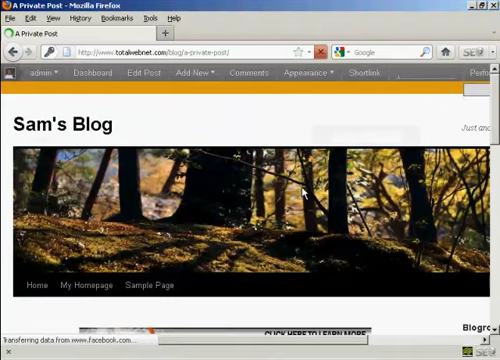 A Private Post - Mozilla Firefox
File Edit View History Bookmarks Tools Help
A Private Post
http://www.totalwebnet.com/blog/a-private-post/
Google
admin Dashboard Edit Post Add New Comments Appearance Shortlink
Sam's Blog
Just ano
Home My Homepage Sample Page
Blogro
CLICK HERE TO LEARN MORE
Transferring data from www.facebook.com...